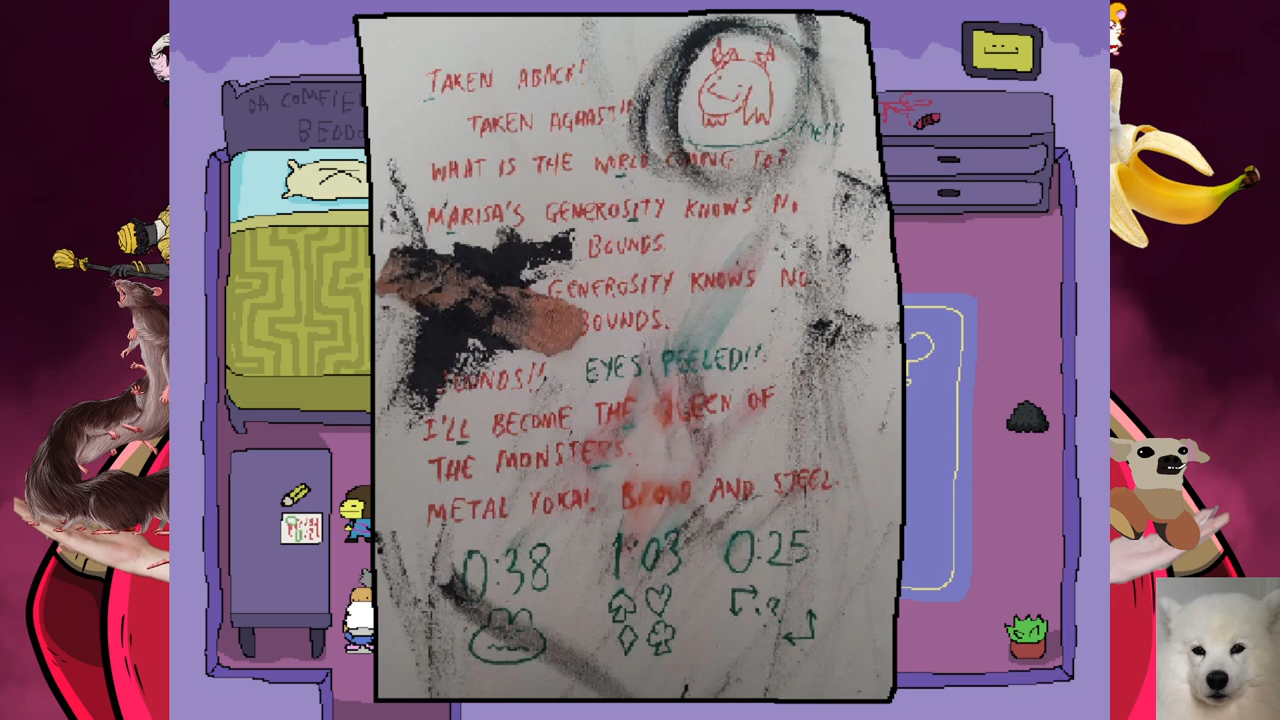 DA COMFIE
BEDD
TAKEN ABACK!
TAKEN AGHAST!!
WHAT IS THE WORLD COMING TO?
MARISA'S GENEROSITY KNOWS NO
BOUNDS.
GENEROSITY KNOWS NO
BOUNDS.
BOUNDS!! EYES PEELED!!
I'LL BECOME THE QUEEN OF
THE MONSTERS.
METAL YOKAI. BLOOD AND STEEL
0:38 1:03 0:25
?